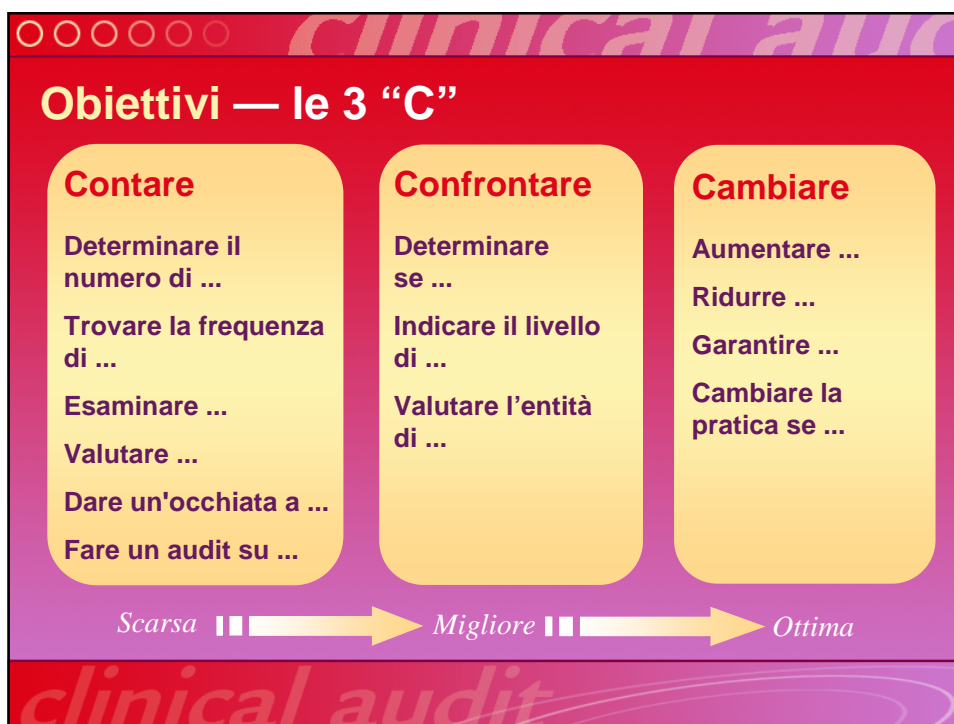 clinical aud
Obiettivi — le 3 “C”
Contare
Determinare il
numero di ...
Trovare la frequenza
di ...
Esaminare ...
Valutare ...
Dare un'occhiata a ...
Fare un audit su ...
Confrontare
Determinare
se ...
Indicare il livello
di ...
Valutare l’entità
di ...
Cambiare
Aumentare ...
Ridurre ...
Garantire ...
Cambiare la
pratica se ...
Scarsa Migliore Ottima
clinical audit